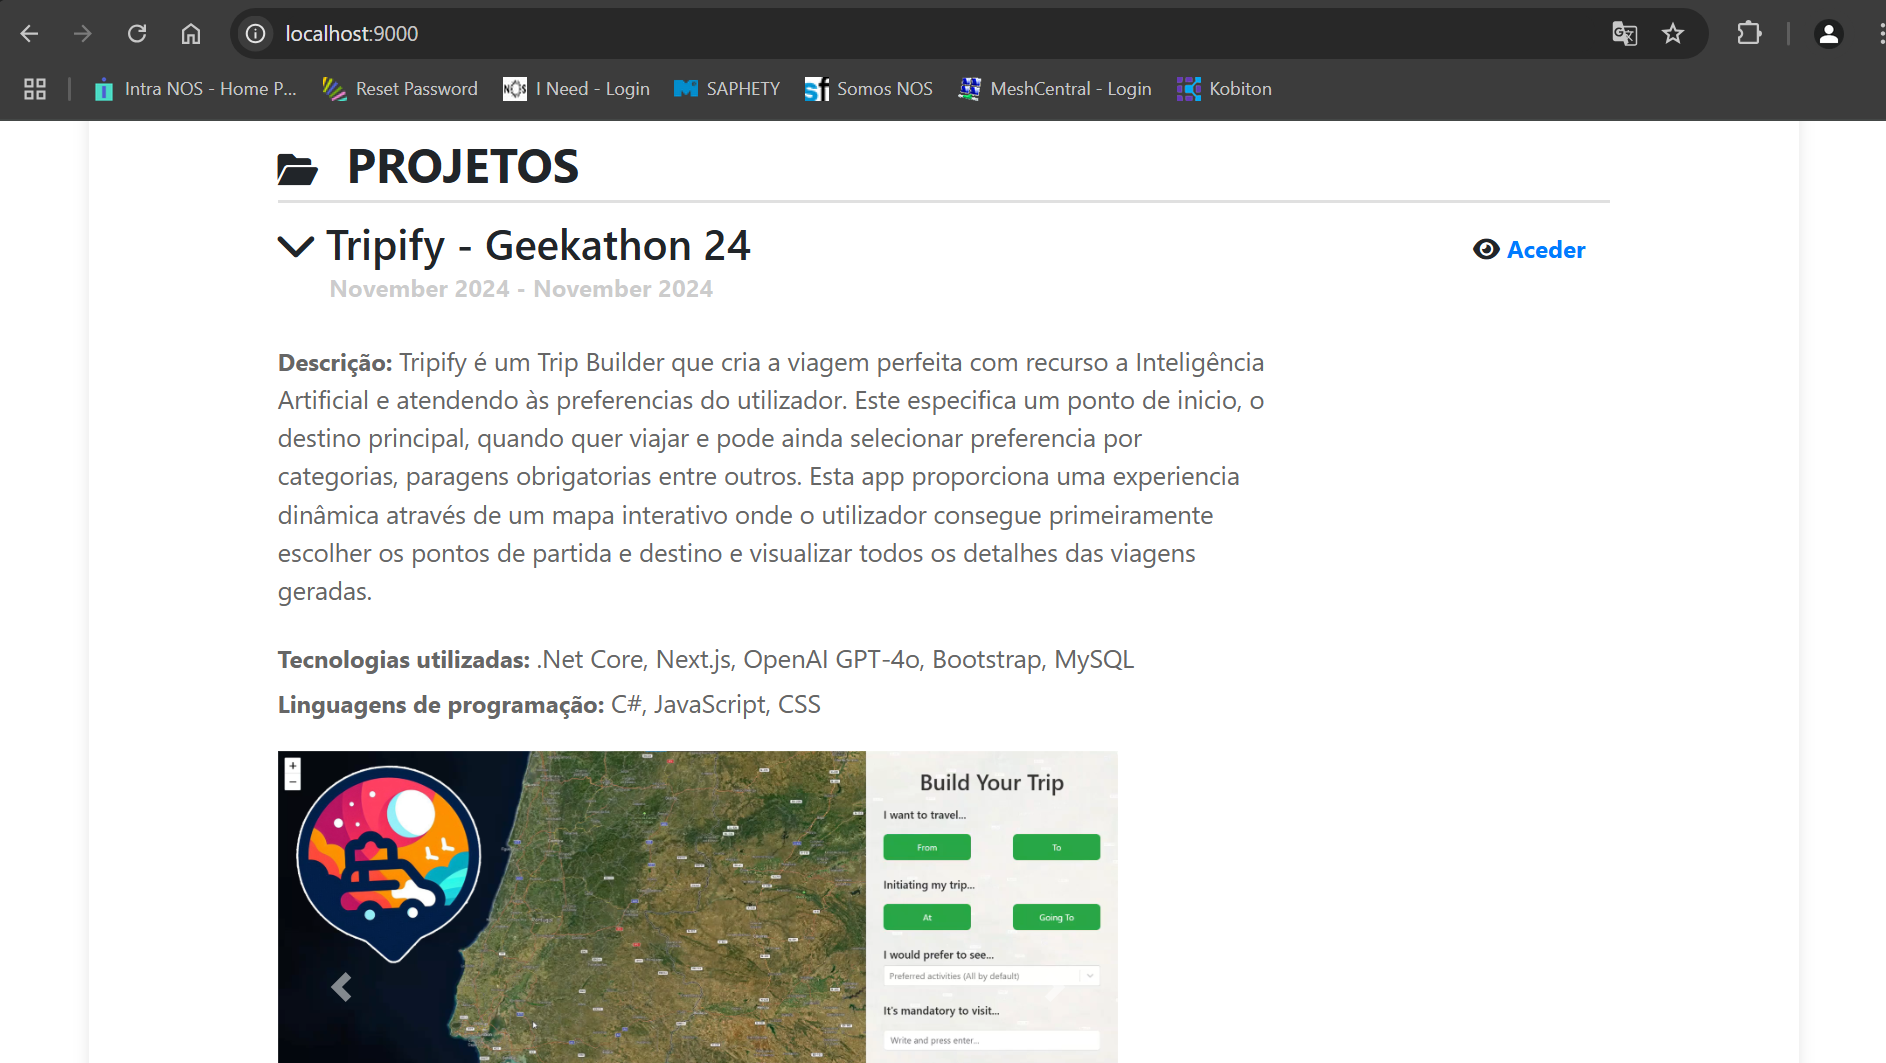 localhost:9000
Intra NOS - Home P...
Reset Password
I Need - Login
SAPHETY
Somos NOS
MeshCentral - Login
Kobiton
PROJETOS
Tripify - Geekathon 24
Aceder
November 2024 - November 2024
Descrição: Tripify é um Trip Builder que cria a viagem perfeita com recurso a Inteligência
Artificial e atendendo às preferencias do utilizador. Este especifica um ponto de inicio, o
destino principal, quando quer viajar e pode ainda selecionar preferencia por
categorias, paragens obrigatorias entre outros. Esta app proporciona uma experiencia
dinâmica através de um mapa interativo onde o utilizador consegue primeiramente
escolher os pontos de partida e destino e visualizar todos os detalhes das viagens
geradas.
Tecnologias utilizadas: .Net Core, Next.js, OpenAI GPT-4o, Bootstrap, MySQL
Linguagens de programação: C#, JavaScript, CSS
Build Your Trip
I want to travel...
From
To
Initiating my trip...
At
Going To
I would prefer to see...
Preferred activities (All by default)
It's mandatory to visit...
Write and press enter...